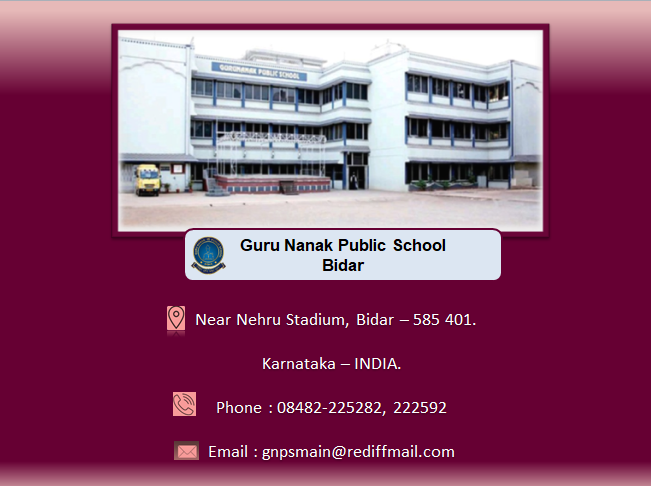 GURUNANAK PUBLIC SCHOOL
Guru Nanak Public School
Bidar
Near Nehru Stadium, Bidar – 585 401.
Karnataka – INDIA.
Phone : 08482-225282, 222592
Email : gnpsmain@rediffmail.com